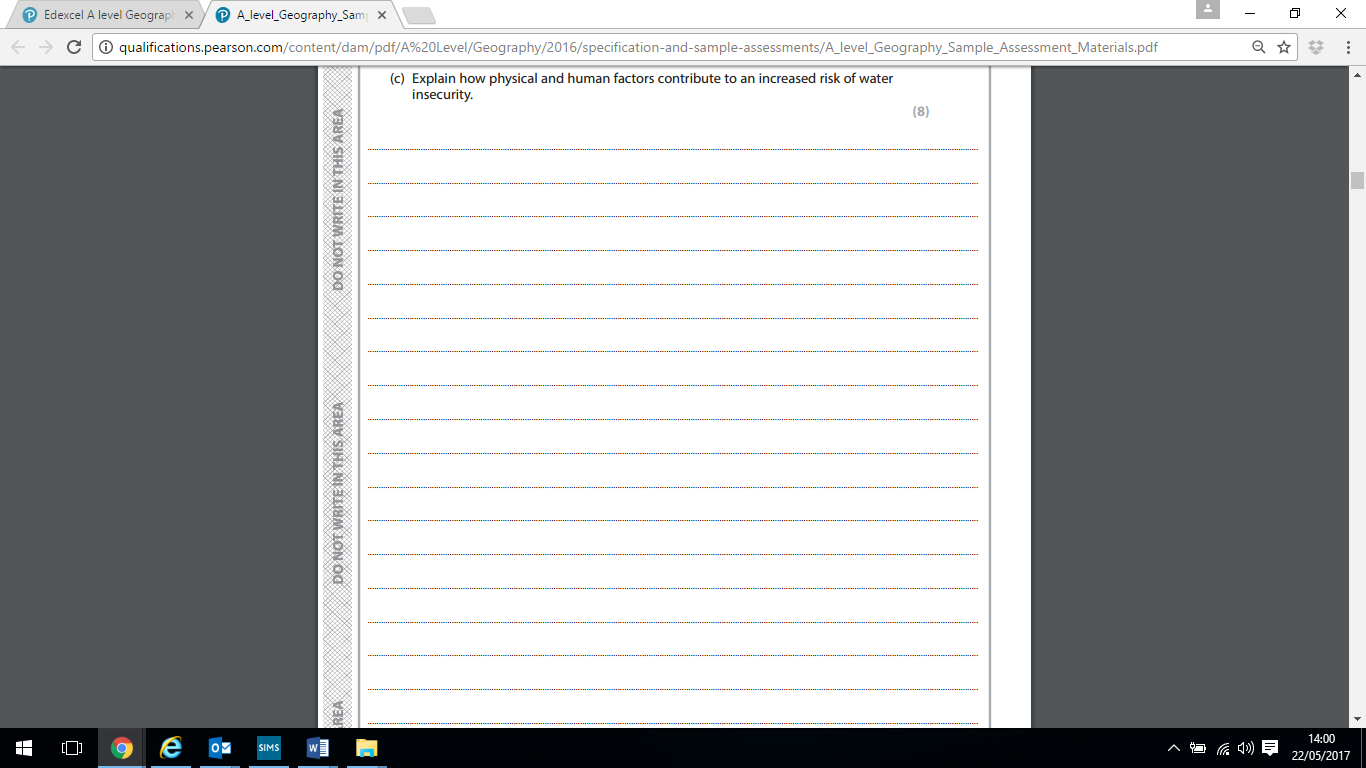 Edexcel A level Geograph
A_level_Geography_Sam
qualifications.pearson.com/content/dam/pdf/A%20Level/Geography/2016/specification-and-sample-assessments/A_level_Geography_Sample_Assessment_Materials.pdf
(c) Explain how physical and human factors contribute to an increased risk of water
insecurity.
(8)
DO NOT WRITE IN THIS AREA
DO NOT WRITE IN THIS AREA
REA
SIMS
14:00
22/05/2017